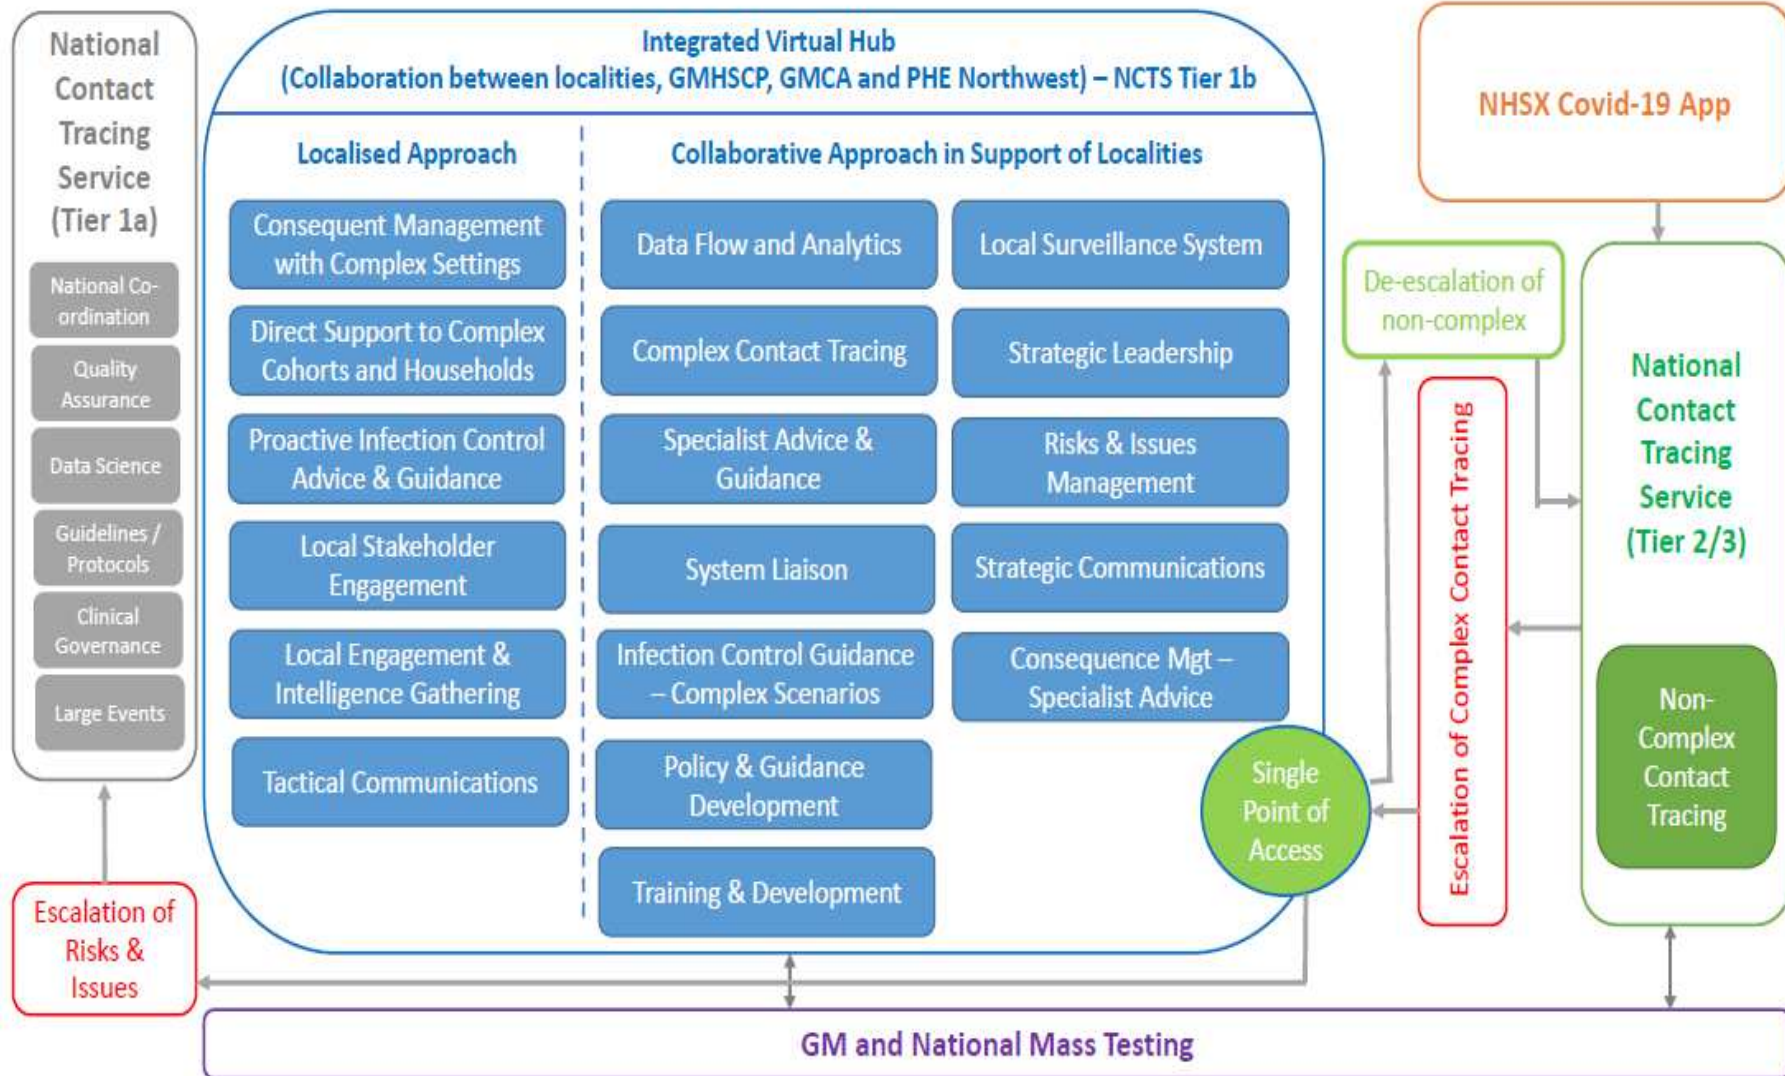 National
Contact
Tracing
Service
(Tier 1a)
National Co-
ordination
Quality
Assurance
Data Science
Guidelines /
Protocols
Clinical
Governance
Large Events
Escalation of
Risks &
Issues
Integrated Virtual Hub
(Collaboration between localities, GMHSCP, GMCA and PHE Northwest) – NCTS Tier 1b
Localised Approach
Consequent Management
with Complex Settings
Direct Support to Complex
Cohorts and Households
Proactive Infection Control
Advice & Guidance
Local Stakeholder
Engagement
Local Engagement &
Intelligence Gathering
Tactical Communications
Collaborative Approach in Support of Localities
Data Flow and Analytics
Complex Contact Tracing
Specialist Advice &
Guidance
System Liaison
Infection Control Guidance
– Complex Scenarios
Policy & Guidance
Development
Training & Development
Local Surveillance System
Strategic Leadership
Risks & Issues
Management
Strategic Communications
Consequence Mgt –
Specialist Advice
Single
Point of
Access
NHSX Covid-19 App
De-escalation of
non-complex
Escalation of Complex Contact Tracing
National
Contact
Tracing
Service
(Tier 2/3)
Non-
Complex
Contact
Tracing
GM and National Mass Testing